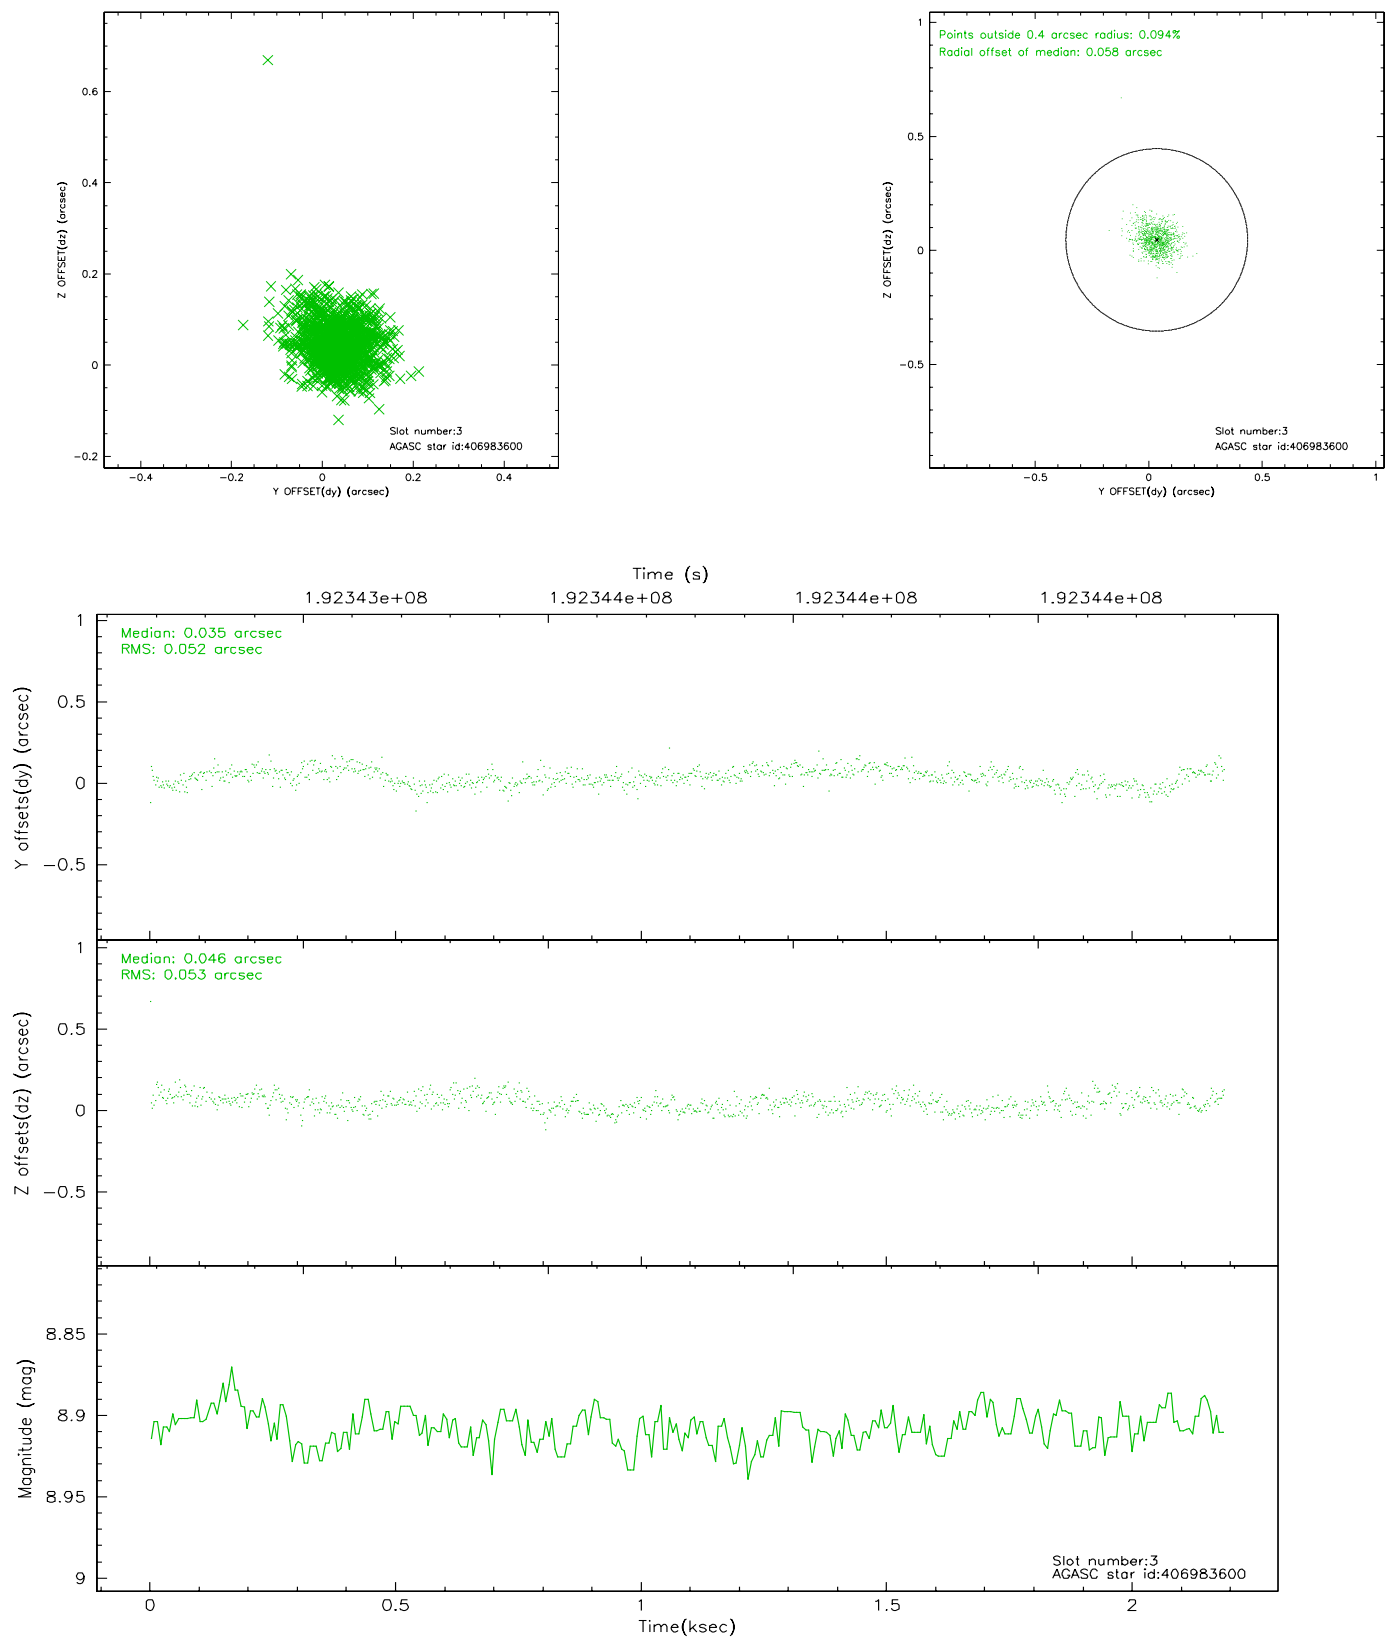 0.6
0.4
0.2
0
−0.2
−0.4
−0.2
0
0.2
0.4
Z OFFSET(dz) (arcsec)
Y OFFSET(dy) (arcsec)
Slot number:3
AGASC star id:406983600
Points outside 0.4 arcsec radius: 0.094%
Radial offset of median: 0.058 arcsec
1
0.5
0
−0.5
−0.5
0
0.5
1
Z OFFSET(dz) (arcsec)
Y OFFSET(dy) (arcsec)
Slot number:3
AGASC star id:406983600
Time (s)
1.92343e+08
1.92344e+08
1.92344e+08
1.92344e+08
Median: 0.035 arcsec
RMS: 0.052 arcsec
1
0.5
0
−0.5
Y offsets(dy) (arcsec)
Median: 0.046 arcsec
RMS: 0.053 arcsec
1
0.5
0
−0.5
Z offsets(dz) (arcsec)
8.85
8.9
8.95
9
Magnitude (mag)
Slot number:3
AGASC star id:406983600
0
0.5
1
1.5
2
Time(ksec)